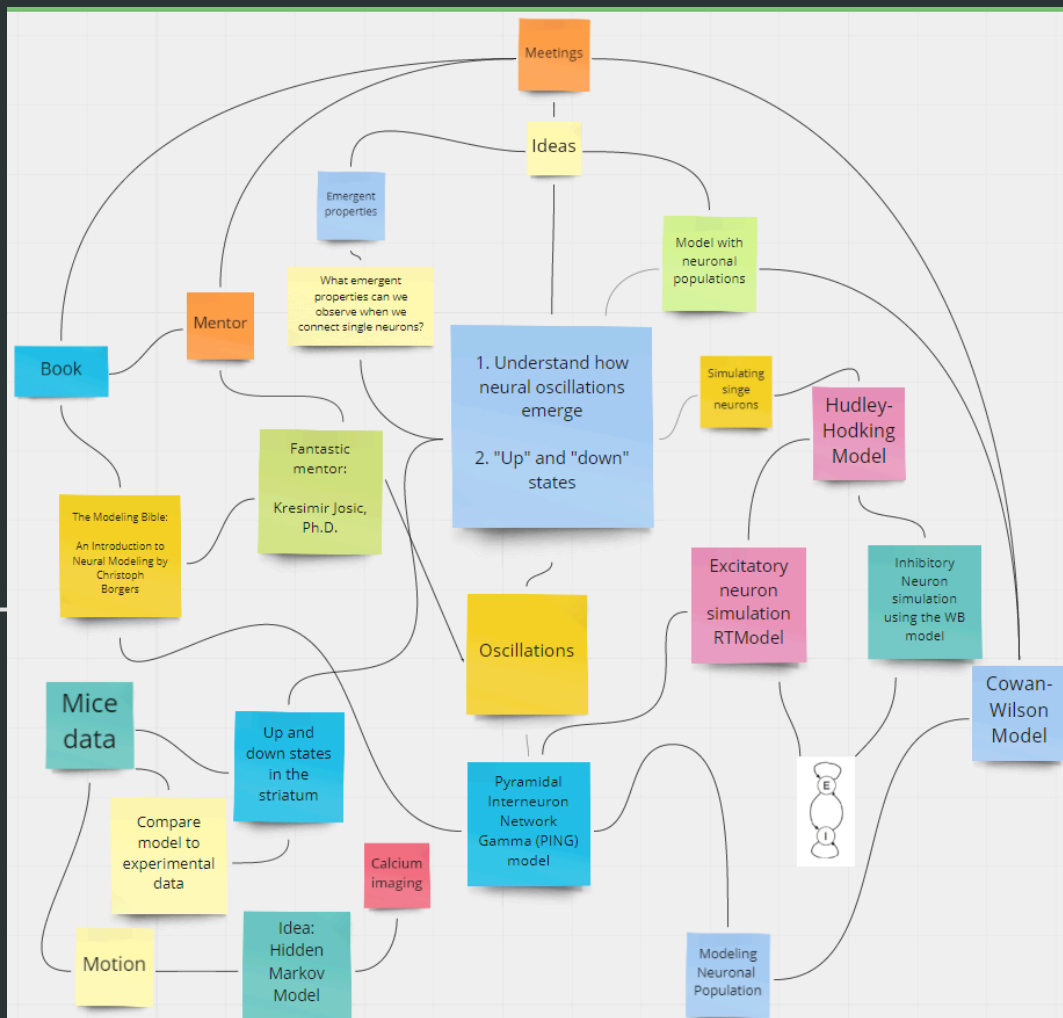 Meetings
Ideas
Emergent
properties
Model with
neuronal
populations
What emergent
properties can we
observe when we
connect single neurons?
Mentor
Book
1. Understand how
neural oscillations
emerge
2. "Up" and "down"
states
Simulating
singe
neurons
Hudley-
Hodking
Model
Fantastic
mentor:
Kresimir Josic,
Ph.D.
The Modeling Bible:
An Introduction to
Neural Modeling by
Christoph
Borgers
Excitatory
neuron
simulation
RTModel
Inhibitory
Neuron
simulation
using the WB
model
Oscillations
Cowan-
Wilson
Model
Mice
data
Up and
down states
in the
striatum
Pyramidal
Interneuron
Network
Gamma (PING)
model
E
I
Compare
model to
experimental
data
Calcium
imaging
Motion
Idea:
Hidden
Markov
Model
Modeling
Neuronal
Population